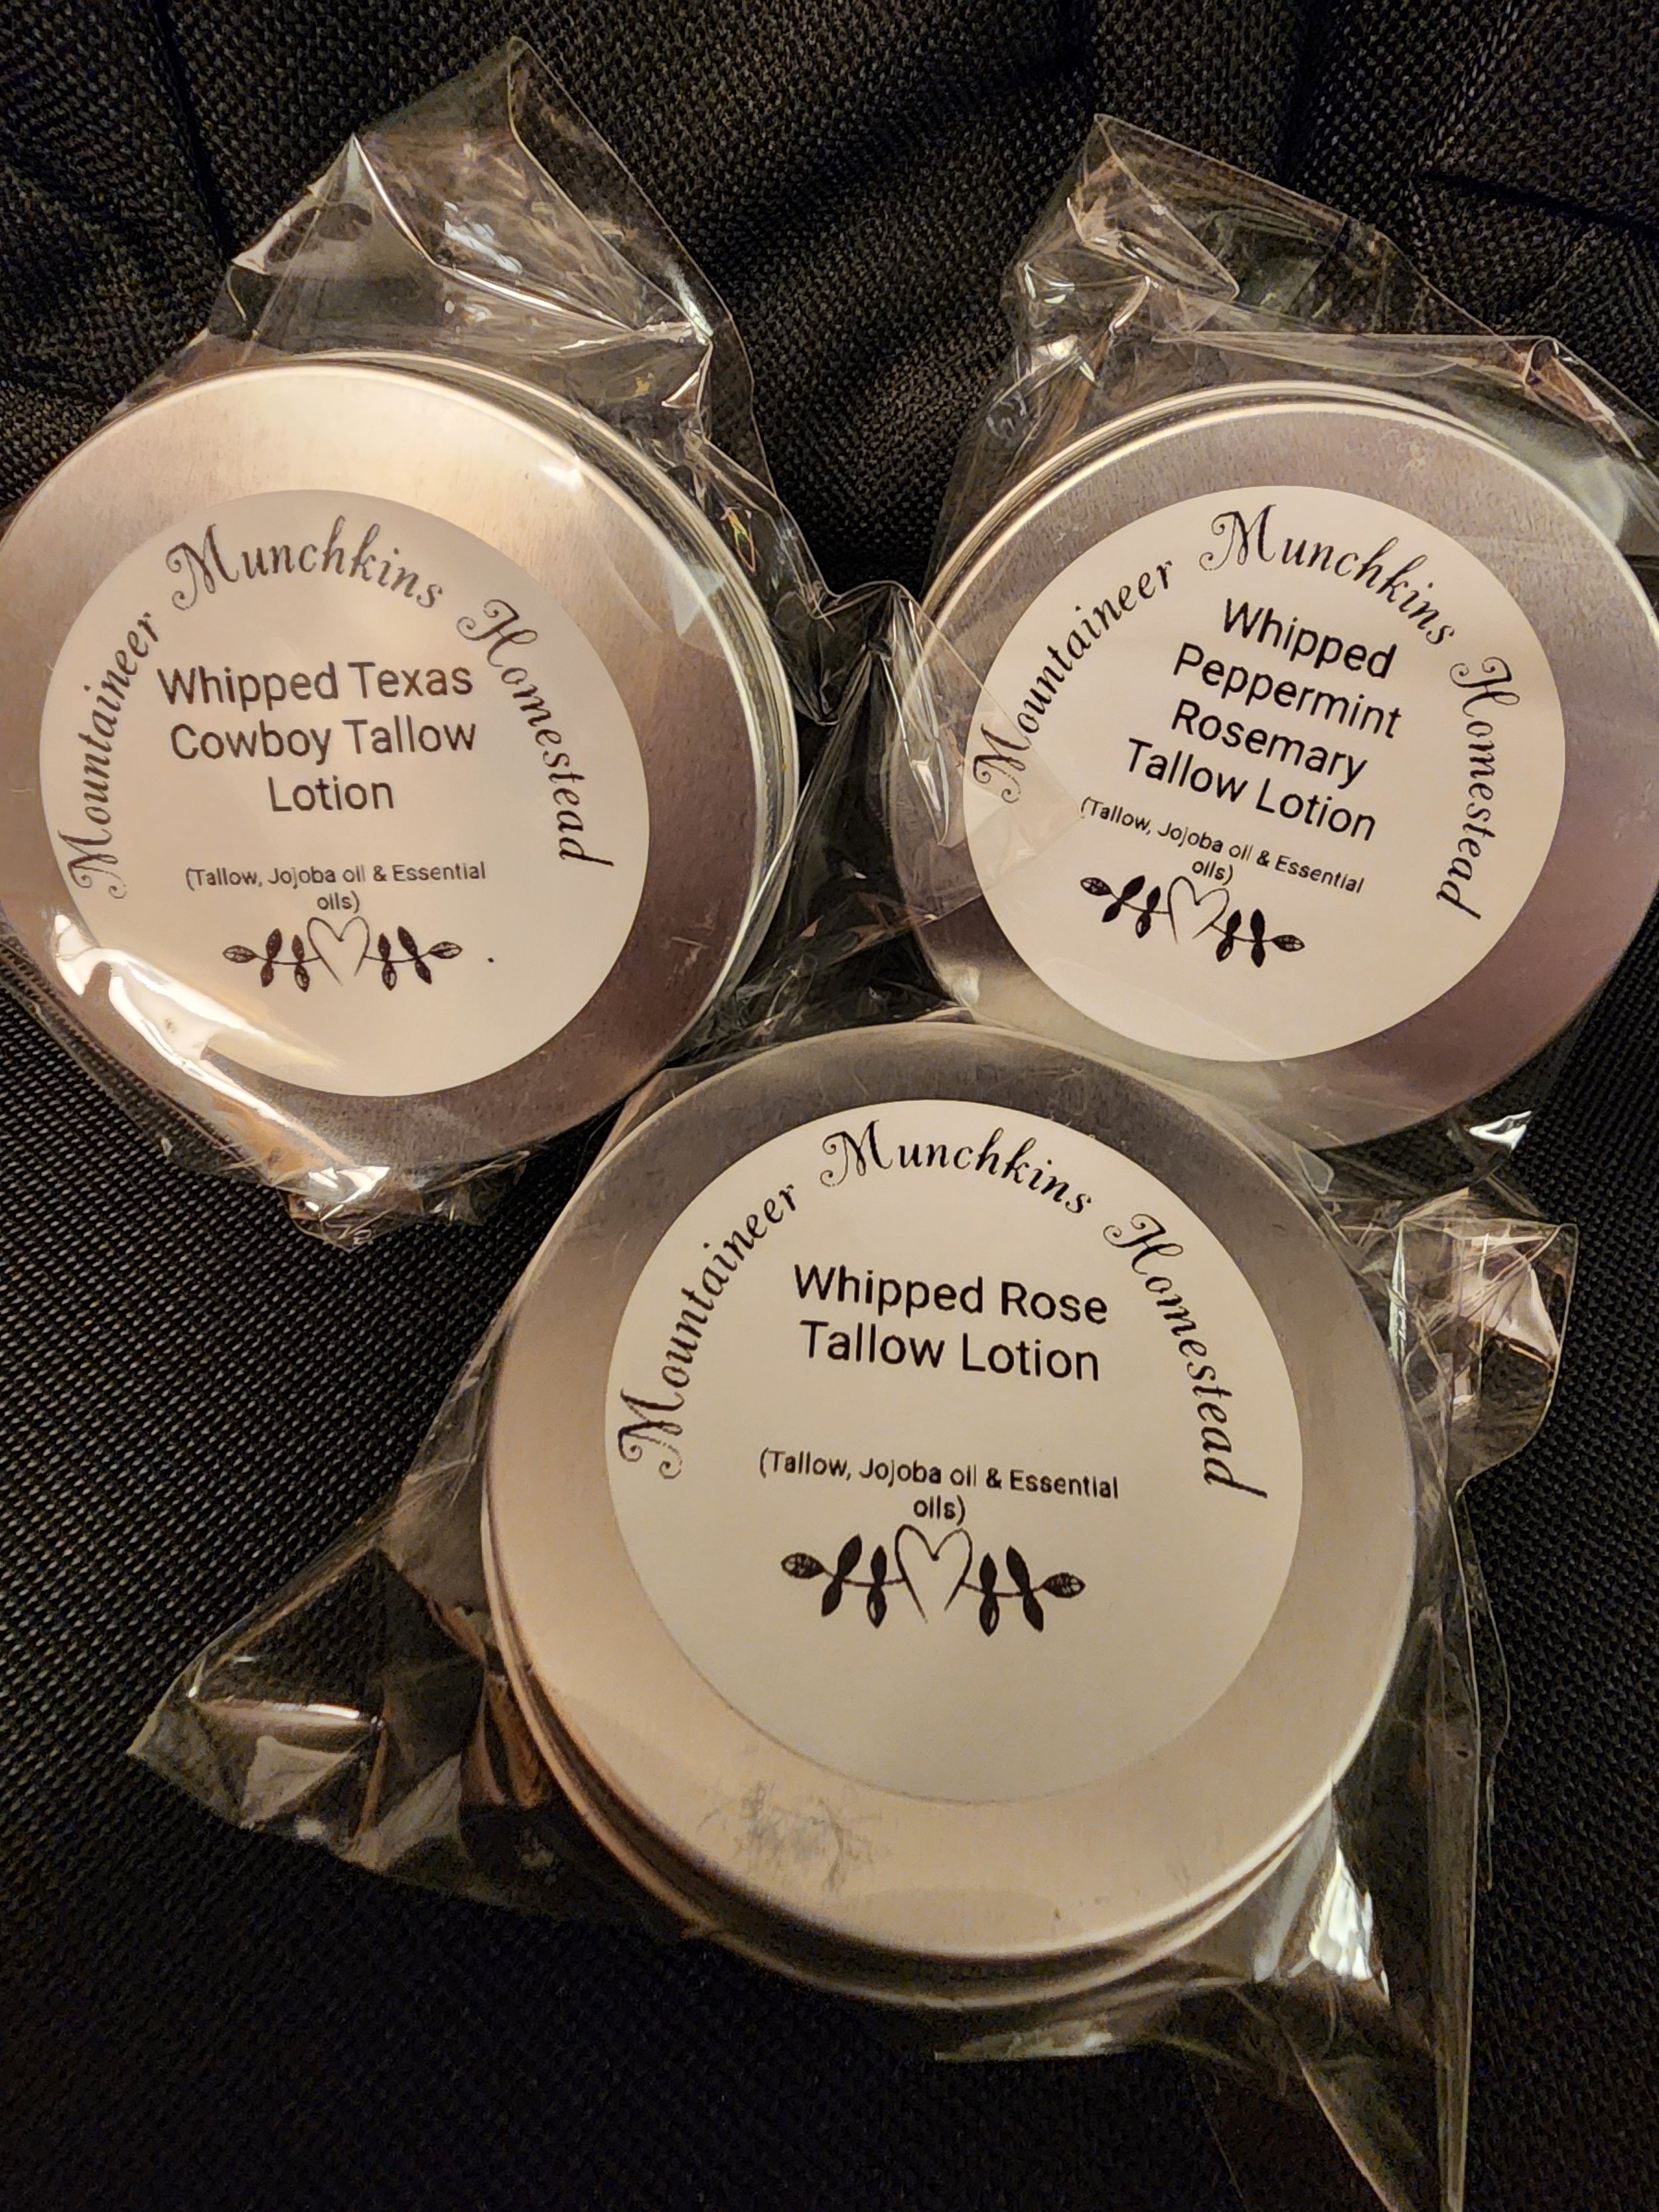 Mountaineer Munchkins Homestead
Whipped Texas
Cowboy Tallow
Lotion
(Tallow, Jojoba oil & Essential
oils)
Mountaineer Munchkins Homestead
Whipped
Peppermint
Rosemary
Tallow Lotion
(Tallow, Jojoba oil & Essential
oils)
Mountaineer Munchkins Homestead
Whipped Rose
Tallow Lotion
(Tallow, Jojoba oil & Essential
oils)